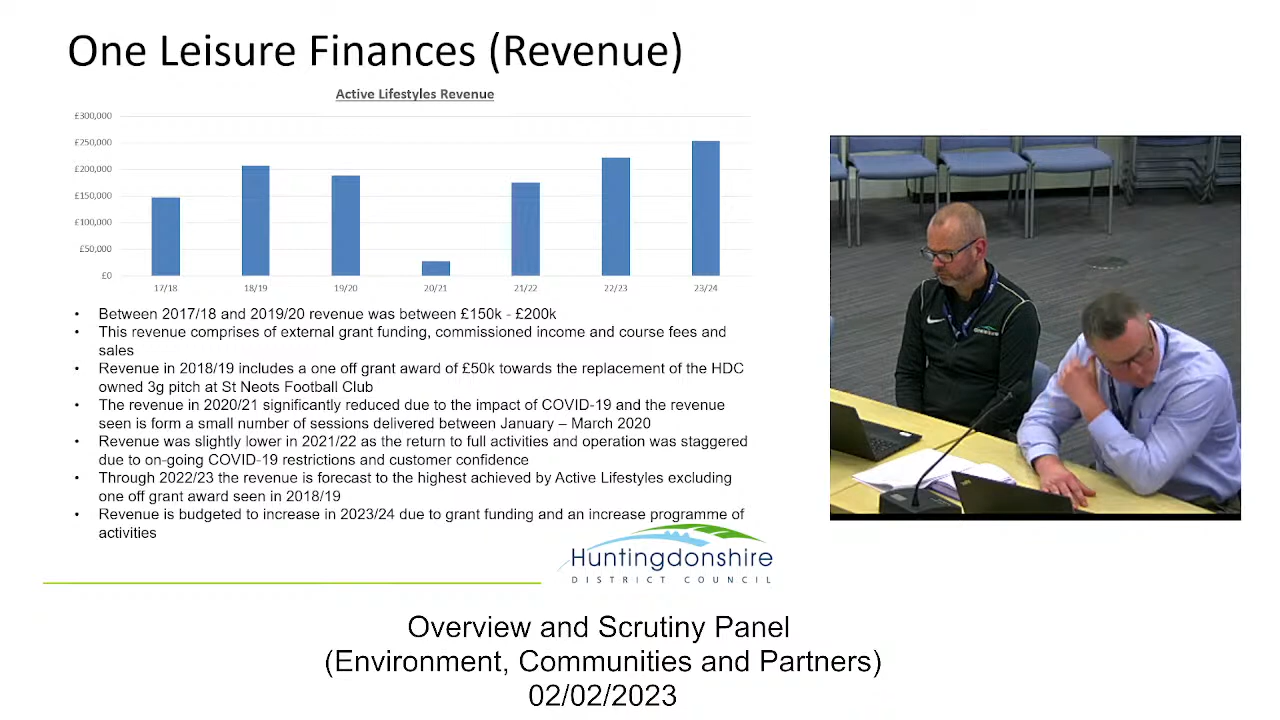 One Leisure Finances (Revenue)
Active Lifestyles Revenue
£300,000
£250,000
£200,000
£150,000
£100,000
£50,000
£0
17/18 18/19 19/20 20/21 21/22 22/23 23/24
• Between 2017/18 and 2019/20 revenue was between £150k - £200k
• This revenue comprises of external grant funding, commissioned income and course fees and
sales
• Revenue in 2018/19 includes a one off grant award of £50k towards the replacement of the HDC
owned 3g pitch at St Neots Football Club
• The revenue in 2020/21 significantly reduced due to the impact of COVID-19 and the revenue
seen is form a small number of sessions delivered between January – March 2020
• Revenue was slightly lower in 2021/22 as the return to full activities and operation was staggered
due to on-going COVID-19 restrictions and customer confidence
• Through 2022/23 the revenue is forecast to the highest achieved by Active Lifestyles excluding
one off grant award seen in 2018/19
• Revenue is budgeted to increase in 2023/24 due to grant funding and an increase programme of
activities
Huntingdonshire
DISTRICT COUNCIL
Overview and Scrutiny Panel
(Environment, Communities and Partners)
02/02/2023